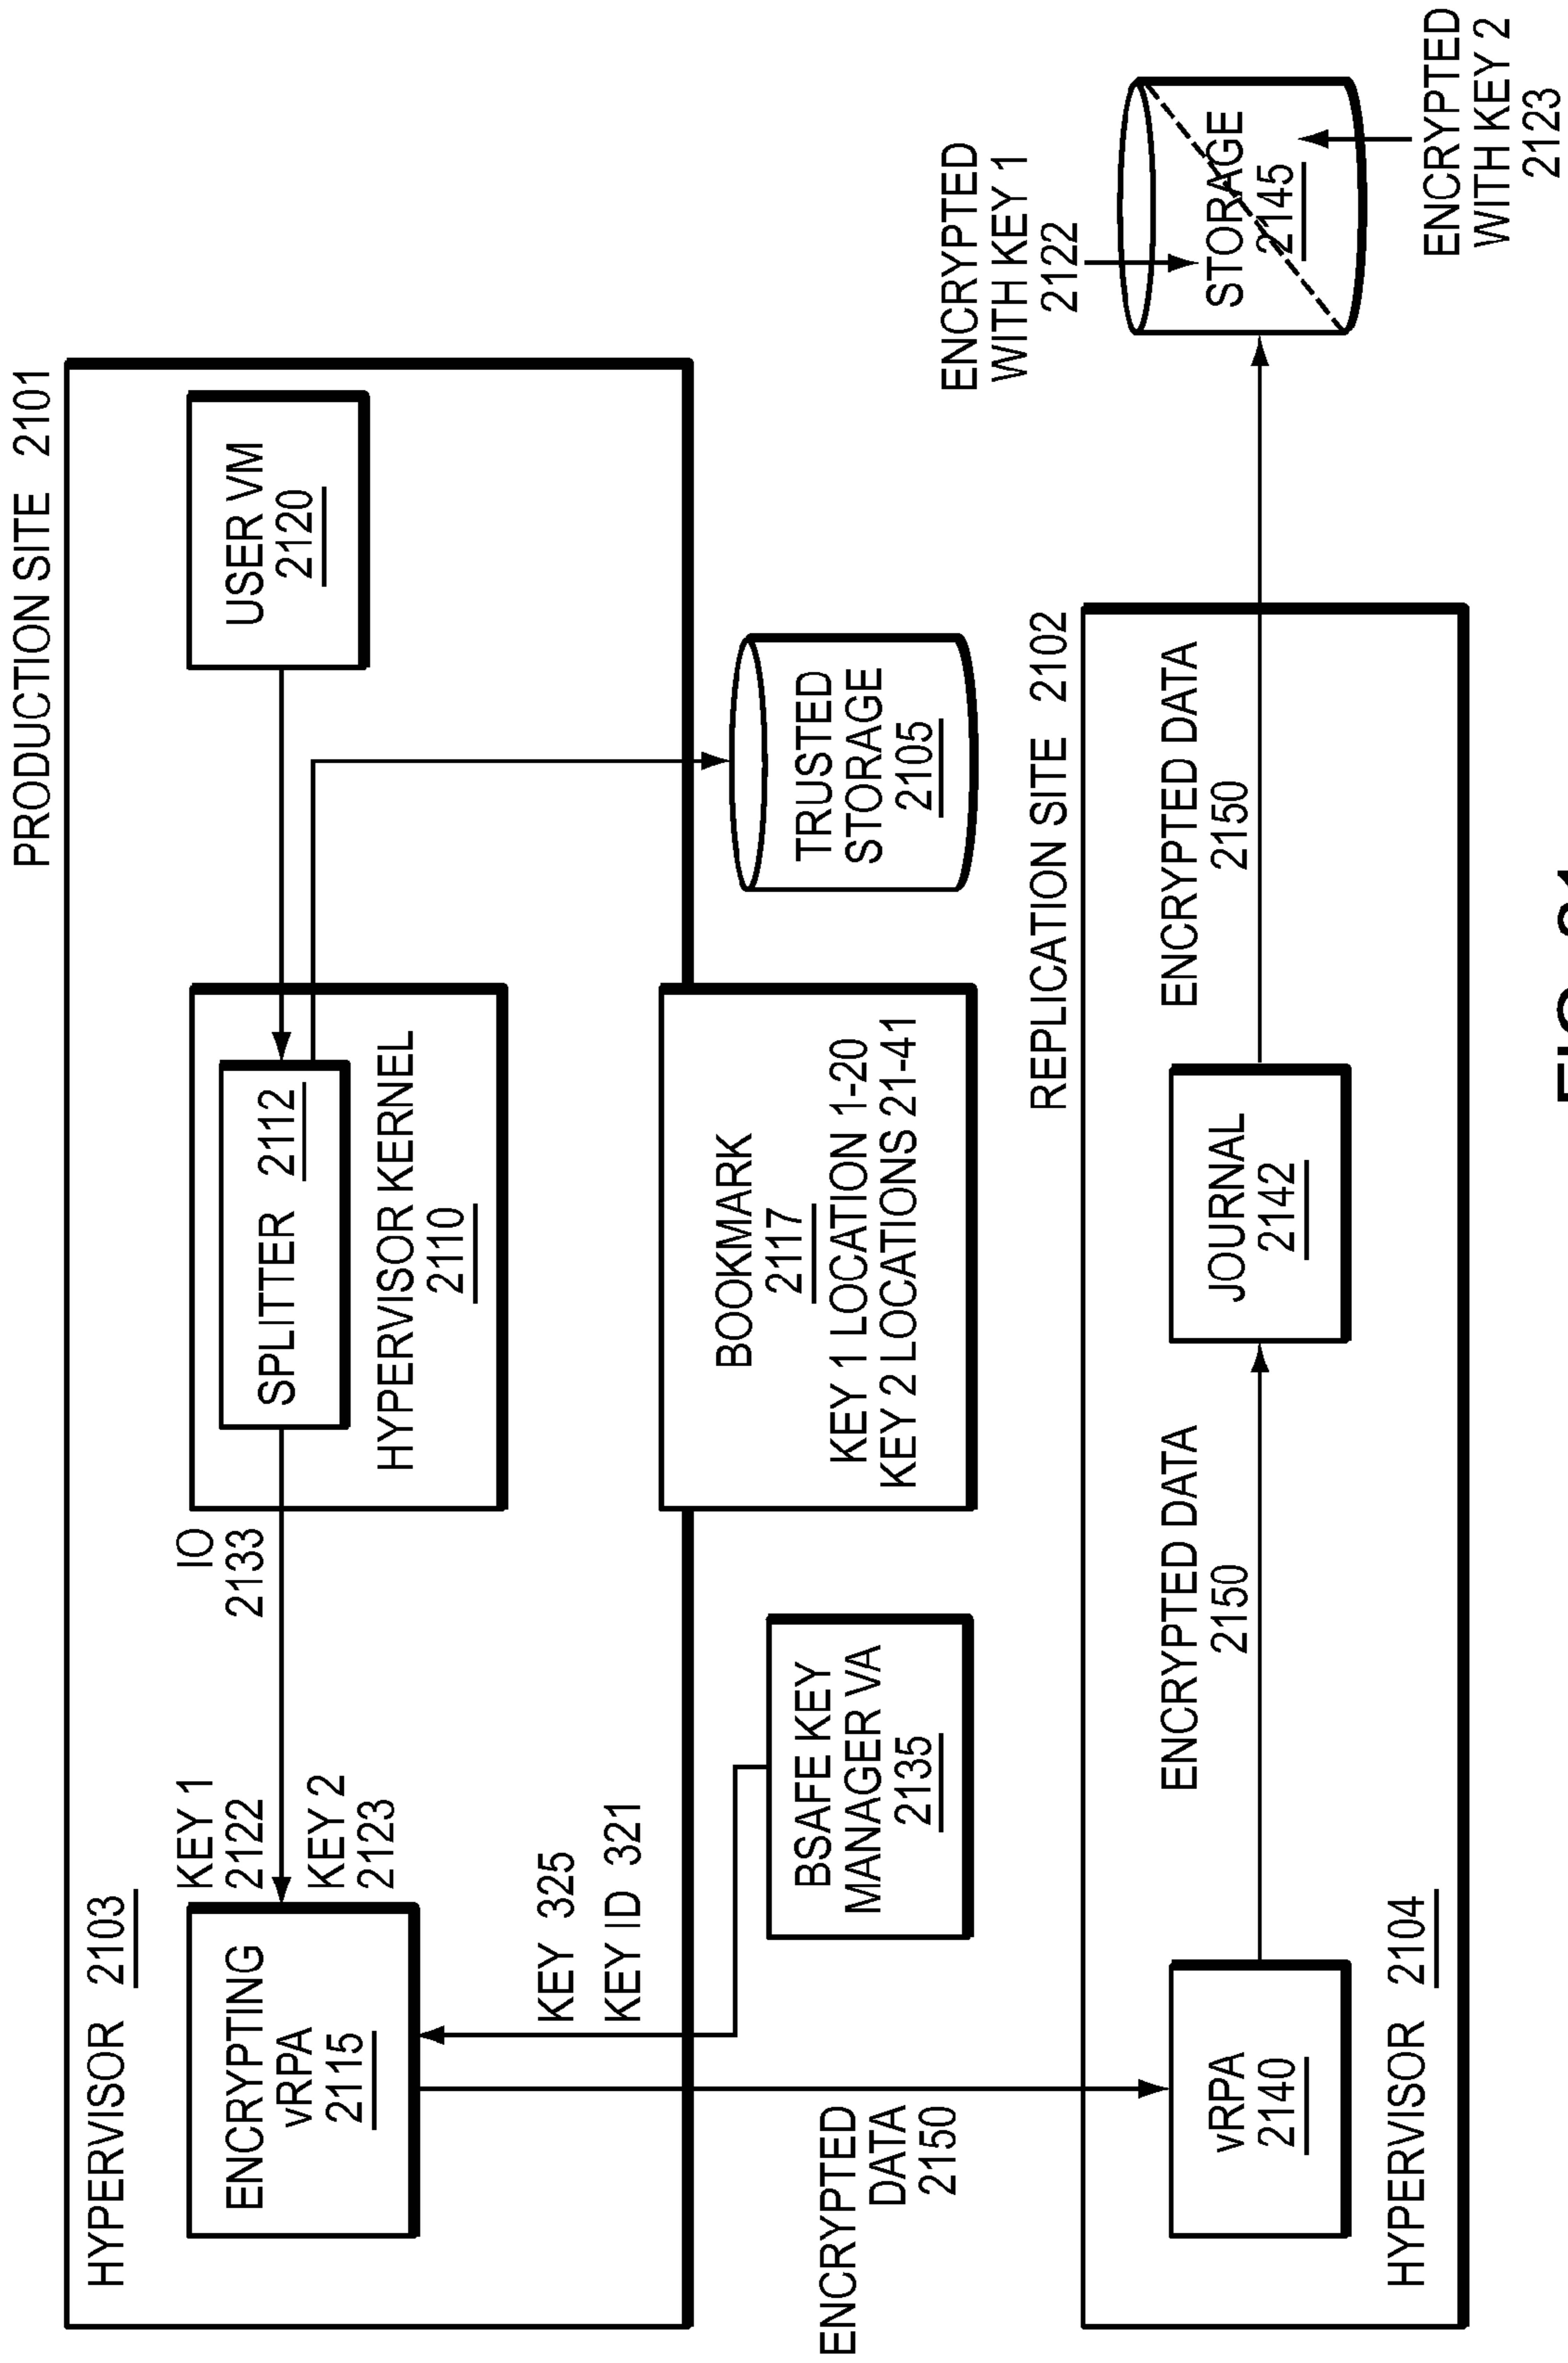 PRODUCTION SITE 2101
HYPERVISOR 2103
ENCRYPTING
vRPA
2115
KEY 1
2122
KEY 2
2123
IO
2133
SPLITTER 2112
HYPERVISOR KERNEL
2110
USER VM
2120
KEY 325
KEY ID 321
BSAFE KEY
MANAGER VA
2135
BOOKMARK
2117
KEY 1 LOCATION 1-20
KEY 2 LOCATIONS 21-41
TRUSTED
STORAGE
2105
ENCRYPTED
DATA
2150
REPLICATION SITE 2102
vRPA
2140
HYPERVISOR 2104
ENCRYPTED DATA
2150
JOURNAL
2142
ENCRYPTED DATA
2150
ENCRYPTED
WITH KEY 1
2122
STORAGE
2145
ENCRYPTED
WITH KEY 2
2123